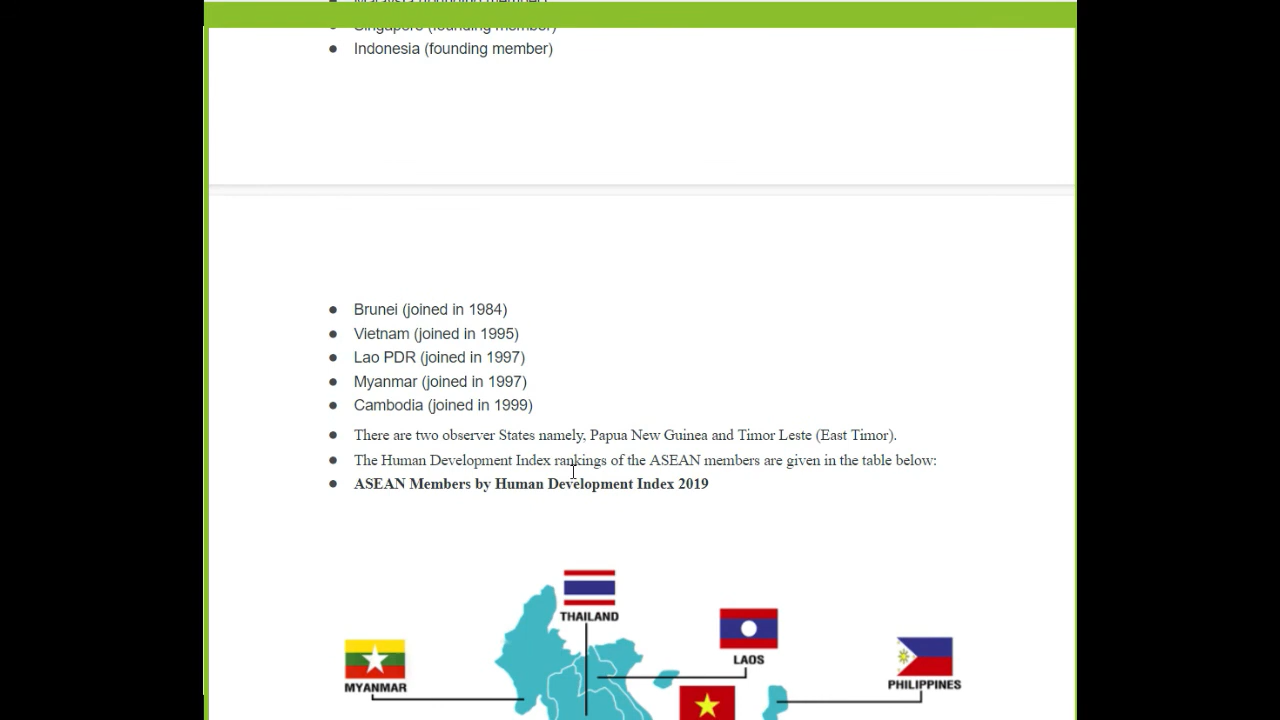 Singapore (founding member)
Indonesia (founding member)
Brunei (joined in 1984)
Vietnam (joined in 1995)
Lao PDR (joined in 1997)
Myanmar (joined in 1997)
Cambodia (joined in 1999)
There are two observer States namely, Papua New Guinea and Timor Leste (East Timor).
The Human Development Index rankings of the ASEAN members are given in the table below:
ASEAN Members by Human Development Index 2019
THAILAND
LAOS
MYANMAR
PHILIPPINES